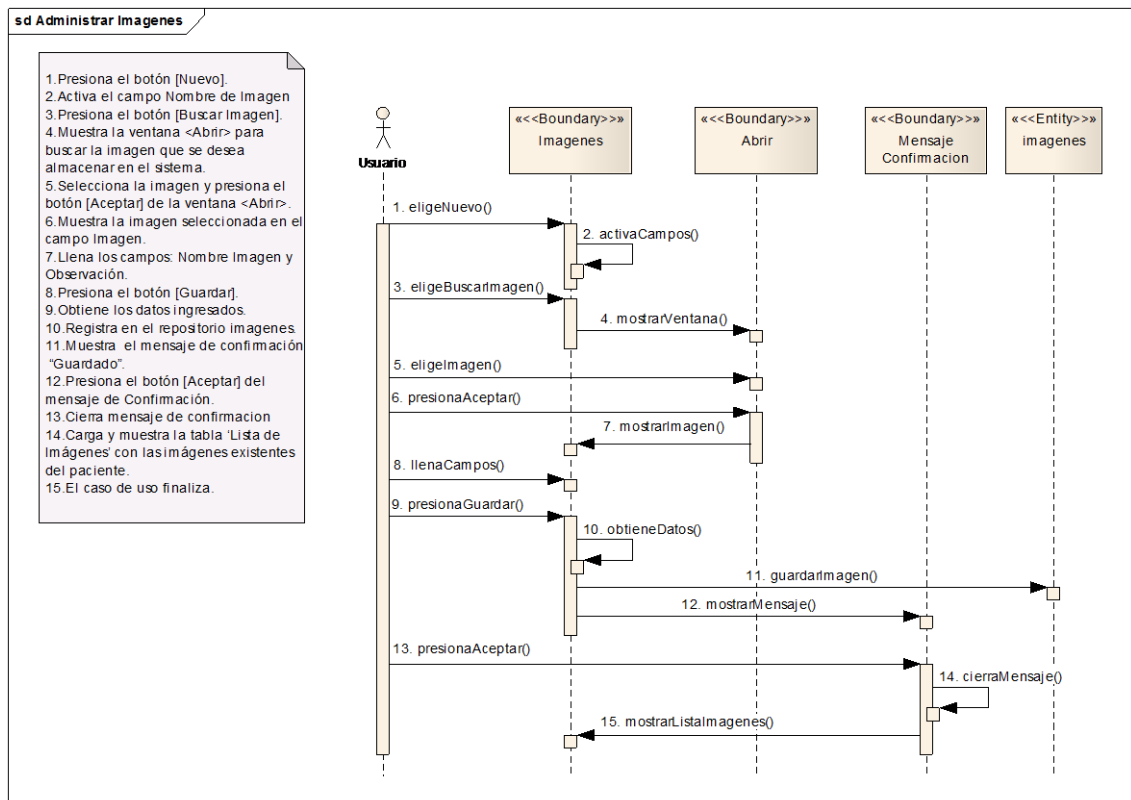 sd Administrar Imagenes
1.Presiona el botón [Nuevo].
2.Activa el campo Nombre de Imagen
3.Presiona el botón [Buscar Imagen].
4.Muestra la ventana <Abrir> para
buscar la imagen que se desea
almacenar en el sistema.
5.Selecciona la imagen y presiona el
botón [Aceptar] de la ventana <Abrir>.
6.Muestra la imagen seleccionada en el
campo Imagen.
7.Llena los campos: Nombre Imagen y
Observación.
8.Presiona el botón [Guardar].
9.Obtiene los datos ingresados.
10.Registra en el repositorio imagenes.
11.Muestra  el mensaje de confirmación
“Guardado”.
12.Presiona el botón [Aceptar] del
mensaje de Confirmación.
13.Cierra mensaje de confirmacion
14.Carga y muestra la tabla ‘Lista de
Imágenes’ con las imágenes existentes
del paciente.
15.El caso de uso finaliza.
Usuario
«<<Boundary>>»
Imagenes
«<<Boundary>>»
Abrir
«<<Boundary>>»
Mensaje
Confirmacion
«<<Entity>>»
imagenes
1. eligeNuevo()
2. activaCampos()
3. eligeBuscarImagen()
4. mostrarVentana()
5. eligeImagen()
6. presionaAceptar()
7. mostrarImagen()
8. llenaCampos()
9. presionaGuardar()
10. obtieneDatos()
11. guardarImagen()
12. mostrarMensaje()
13. presionaAceptar()
14. cierraMensaje()
15. mostrarListaImagenes()